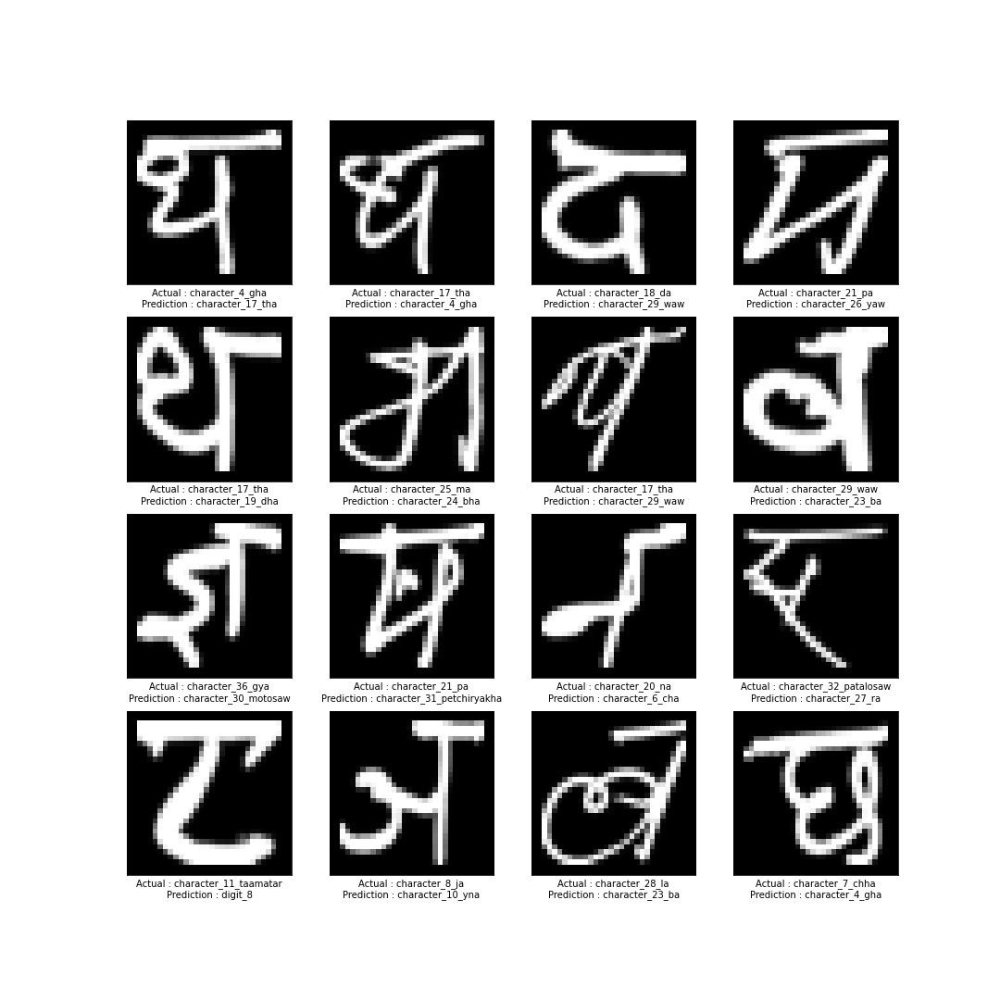 Actual : character_4_gha
Prediction : character_17_tha
Actual : character_17_tha
Prediction : character_4_gha
Actual : character_18_da
Prediction : character_29_waw
Actual : character_21_pa
Prediction : character_26_yaw
Actual : character_17_tha
Prediction : character_19_dha
Actual : character_25_ma
Prediction : character_24_bha
Actual : character_17_tha
Prediction : character_29_waw
Actual : character_29_waw
Prediction : character_23_ba
Actual : character_36_gya
Prediction : character_30_motosaw
Actual : character_21_pa
Prediction : character_31_petchiryakha
Actual : character_20_na
Prediction : character_6_cha
Actual : character_32_patalosaw
Prediction : character_27_ra
Actual : character_11_taamatar
Prediction : digit_8
Actual : character_8_ja
Prediction : character_10_yna
Actual : character_28_la
Prediction : character_23_ba
Actual : character_7_chha
Prediction : character_4_gha